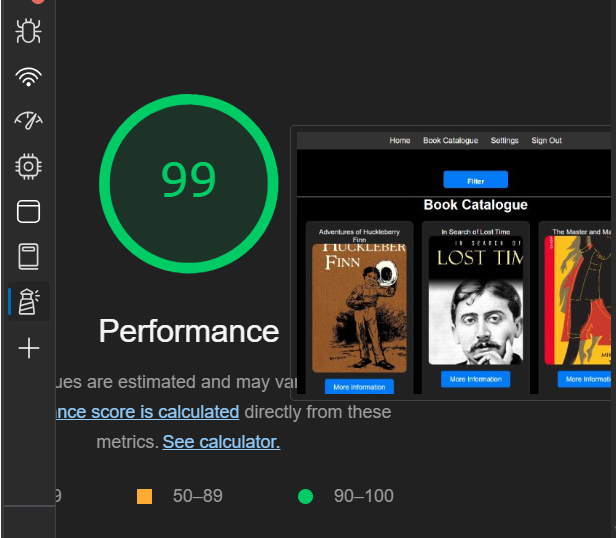 99
Performance
ues are estimated and may va
nce score is calculated directly from these
metrics. See calculator.
9
50–89
90–100
Home Book Catalogue Settings Sign Out
Filter
Book Catalogue
Adventures of Huckleberry
Finn
HUCKLEBER
FINN
More Information
In Search of Lost Time
IN SEARCH OF
LOST TIM
More Information
The Master and Ma
More Informati